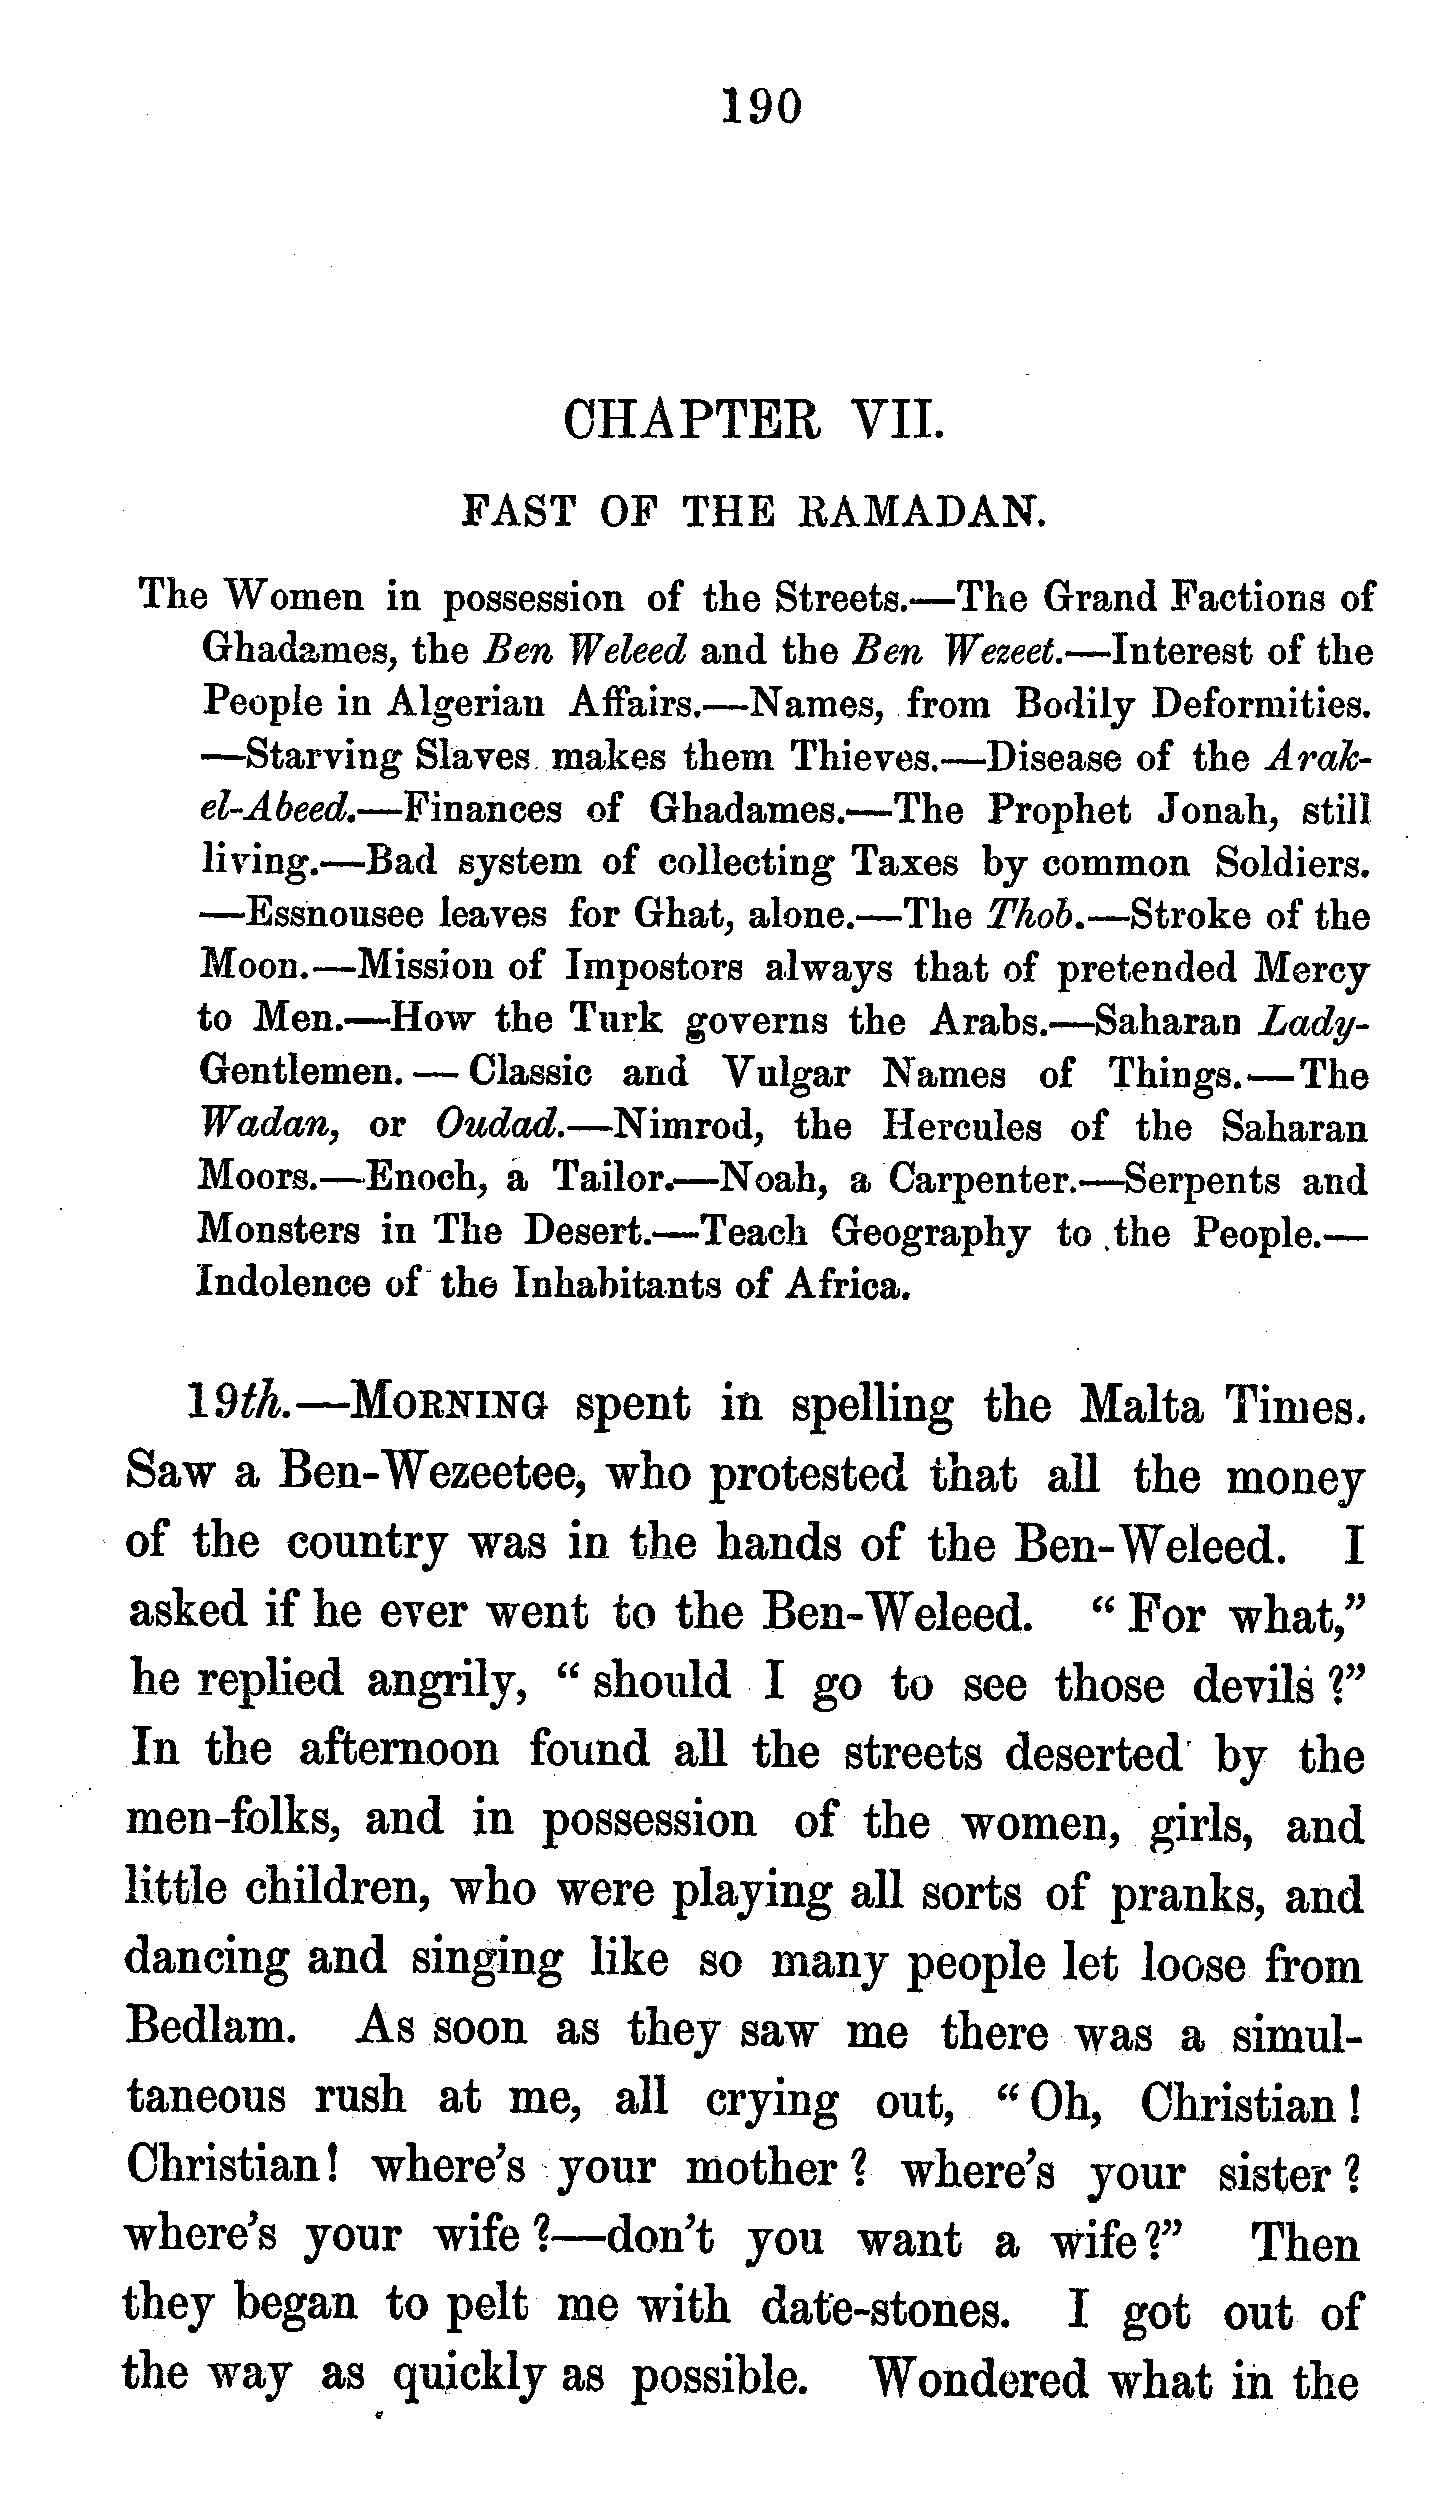 190
CHAPTER VII.
FAST OF THE RAMADAN.
The Women in possession of the Streets.—The Grand Factions of
Ghadames, the Ben Weleed and the Ben Wezeet.—Interest of the
People in Algerian Affairs.—Names, from Bodily Deformities.
—Starving Slaves makes them Thieves.—Disease of the Arak-
el-Abeed.—Finances of Ghadames.—The Prophet Jonah, still
living.—Bad system of collecting Taxes by common Soldiers.
—Essnousee leaves for Ghat, alone.—The Thob.—Stroke of the
Moon.—Mission of Impostors always that of pretended Mercy
to Men.—How the Turk governs the Arabs.—Saharan Lady-
Gentlemen.—Classic and Vulgar Names of Things.—The
Wadan, or Oudad.—Nimrod, the Hercules of the Saharan
Moors.—Enoch, a Tailor.—Noah, a Carpenter.—Serpents and
Monsters in The Desert.—Teach Geography to the People.—
Indolence of the Inhabitants of Africa.
19th.—MORNING spent in spelling the Malta Times.
Saw a Ben-Wezeetee, who protested that all the money
of the country was in the hands of the Ben-Weleed. I
asked if he ever went to the Ben-Weleed. “For what,”
he replied angrily, “should I go to see those devils?”
In the afternoon found all the streets deserted by the
men-folks, and in possession of the women, girls, and
little children, who were playing all sorts of pranks, and
dancing and singing like so many people let loose from
Bedlam. As soon as they saw me there was a simul-
taneous rush at me, all crying out, “Oh, Christian!
Christian! where's your mother? where's your sister?
where's your wife?—don't you want a wife?” Then
they began to pelt me with date-stones. I got out of
the way as quickly as possible. Wondered what in the